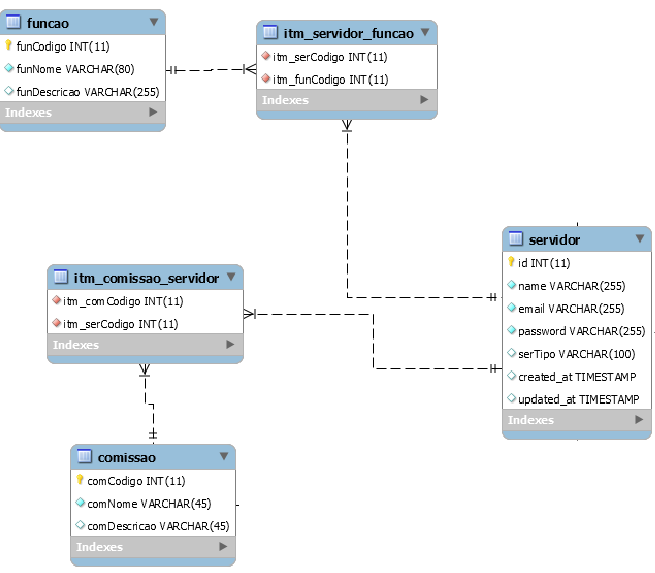 funcao
funCodigo INT(11)
funNome VARCHAR(80)
funDescricao VARCHAR(255)
Indexes
itm_servidor_funcao
itm_serCodigo INT(11)
itm_funCodigo INT(11)
Indexes
servidor
id INT(11)
name VARCHAR(255)
email VARCHAR(255)
password VARCHAR(255)
serTipo VARCHAR(100)
created_at TIMESTAMP
updated_at TIMESTAMP
Indexes
itm_comissao_servidor
itm_comCodigo INT(11)
itm_serCodigo INT(11)
Indexes
comissao
comCodigo INT(11)
comNome VARCHAR(45)
comDescricao VARCHAR(45)
Indexes